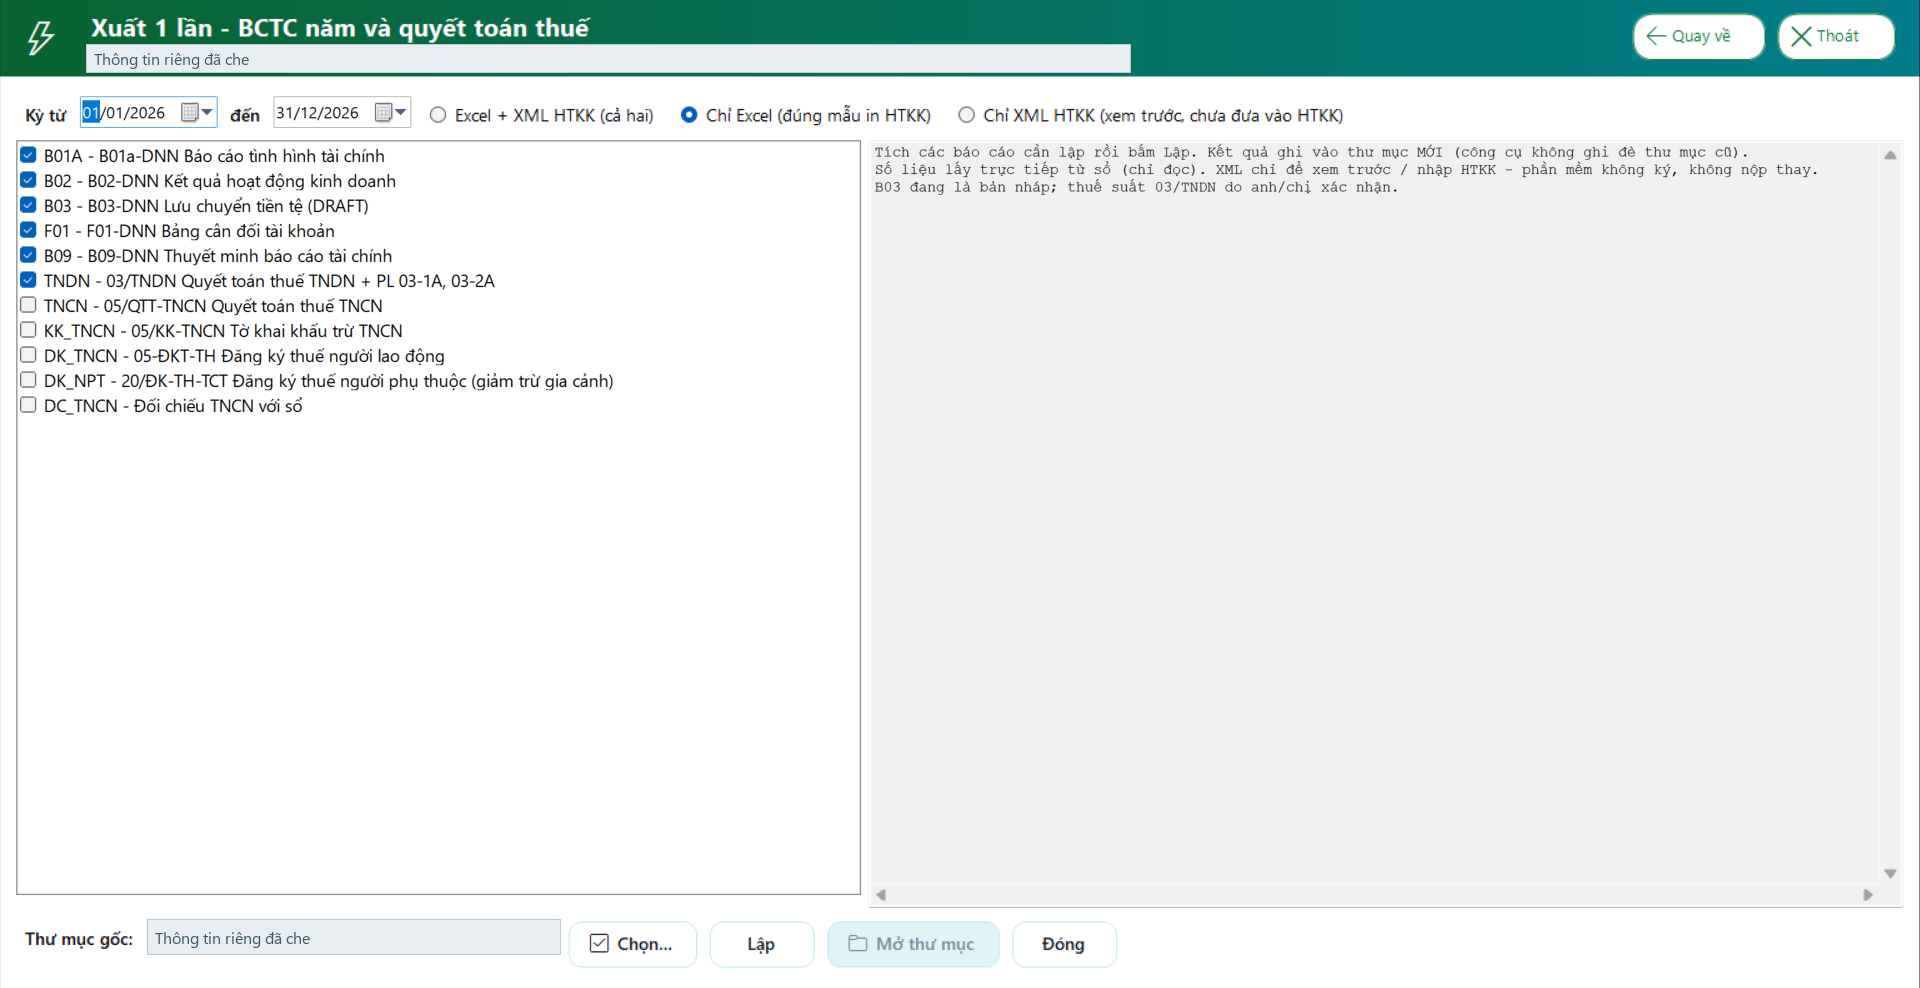 Xuất 1 lần - BCTC năm và quyết toán thuế
Thông tin riêng đã che
Quay về
Thoát
Kỳ từ 01/01/2026 đến 31/12/2026 Excel + XML HTKK (cả hai) Chỉ Excel (đúng mẫu in HTKK) Chỉ XML HTKK (xem trước, chưa đưa vào HTKK)
B01A - B01a-DNN Báo cáo tình hình tài chính
B02 - B02-DNN Kết quả hoạt động kinh doanh
B03 - B03-DNN Lưu chuyển tiền tệ (DRAFT)
F01 - F01-DNN Bảng cân đối tài khoản
B09 - B09-DNN Thuyết minh báo cáo tài chính
TNDN - 03/TNDN Quyết toán thuế TNDN + PL 03-1A, 03-2A
TNCN - 05/QTT-TNCN Quyết toán thuế TNCN
KK_TNCN - 05/KK-TNCN Tờ khai khấu trừ TNCN
DK_TNCN - 05-ĐKT-TH Đăng ký thuế người lao động
DK_NPT - 20/ĐK-TH-TCT Đăng ký thuế người phụ thuộc (giảm trừ gia cảnh)
DC_TNCN - Đối chiếu TNCN với sổ
Tích các báo cáo cần lập rồi bấm Lập. Kết quả ghi vào thư mục MỚI (công cụ không ghi đè thư mục cũ).
Số liệu lấy trực tiếp từ sổ (chỉ đọc). XML chỉ để xem trước / nhập HTKK - phần mềm không ký, không nộp thay.
B03 đang là bản nháp; thuế suất 03/TNDN do anh/chị xác nhận.
Thư mục gốc: Thông tin riêng đã che Chọn... Lập Mở thư mục Đóng